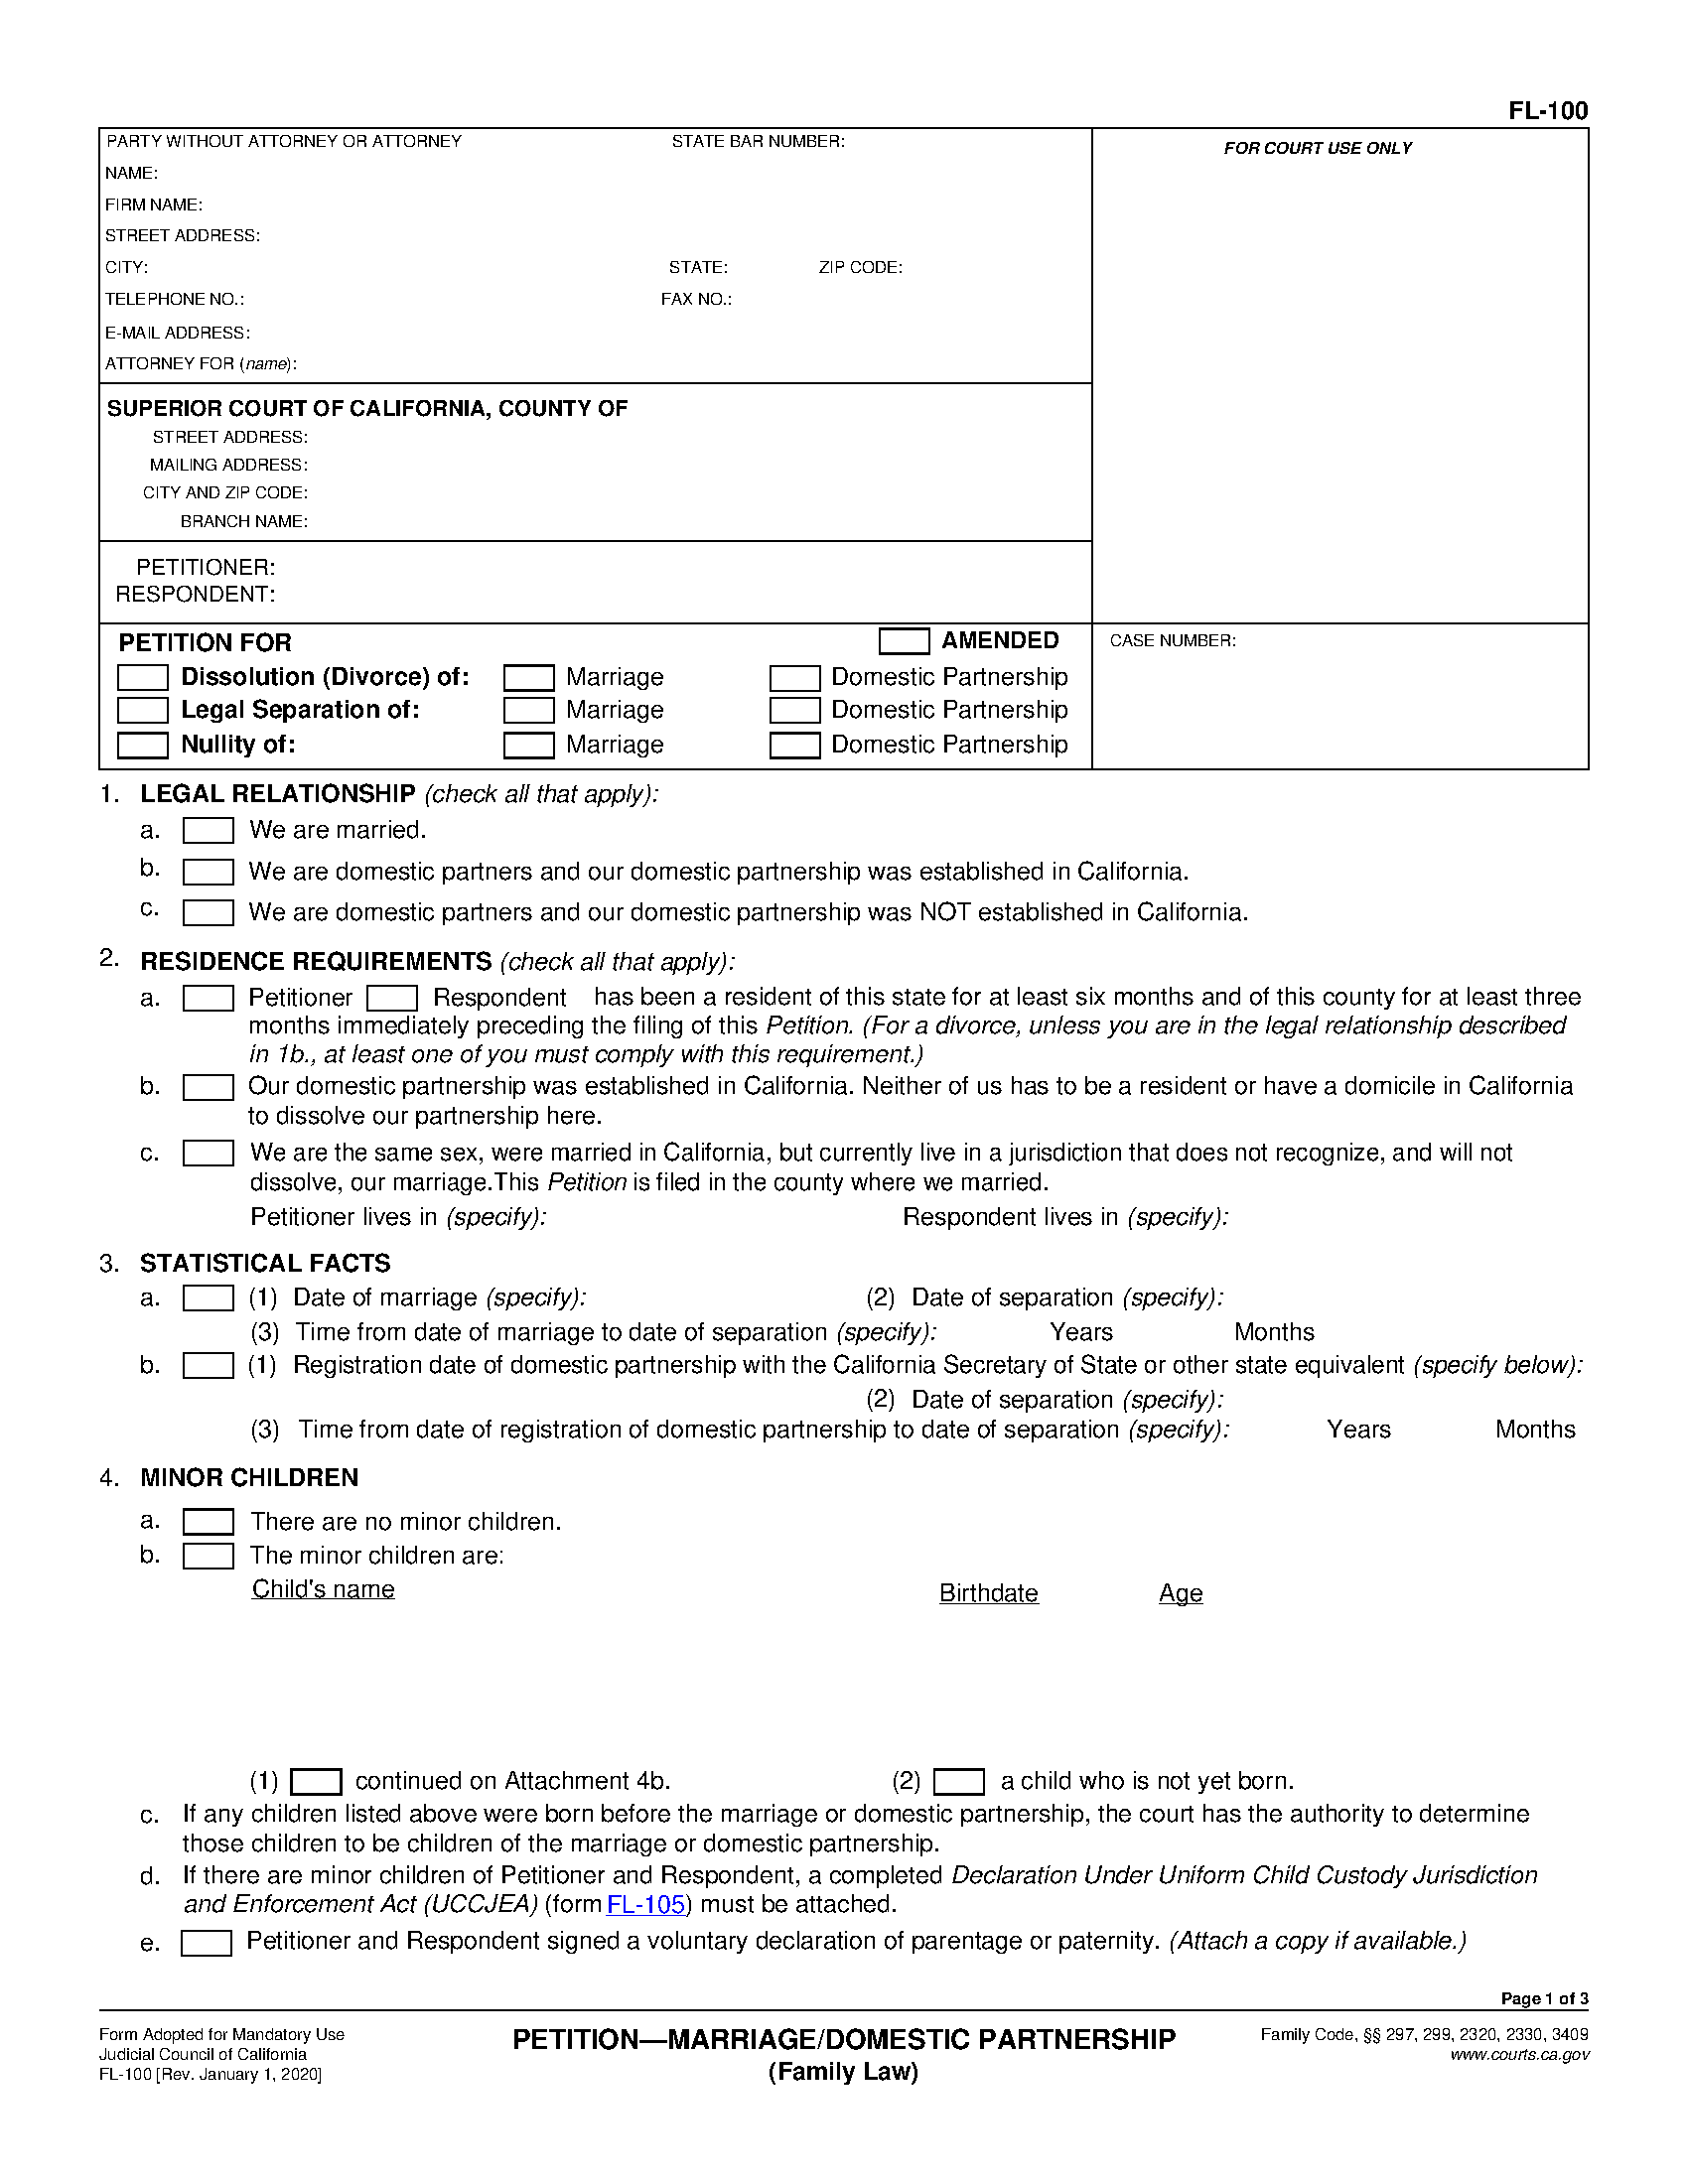 FL-100
PARTY WITHOUT ATTORNEY OR ATTORNEY STATE BAR NUMBER:
NAME:
FIRM NAME:
STREET ADDRESS:
CITY: STATE: ZIP CODE:
TELEPHONE NO.: FAX NO.:
E-MAIL ADDRESS:
ATTORNEY FOR (name):
FOR COURT USE ONLY
SUPERIOR COURT OF CALIFORNIA, COUNTY OF
STREET ADDRESS:
MAILING ADDRESS:
CITY AND ZIP CODE:
BRANCH NAME:
PETITIONER:
RESPONDENT:
PETITION FOR AMENDED
Dissolution (Divorce) of: Marriage Domestic Partnership
Legal Separation of: Marriage Domestic Partnership
Nullity of: Marriage Domestic Partnership
CASE NUMBER:
1. LEGAL RELATIONSHIP (check all that apply):
a. We are married.
b. We are domestic partners and our domestic partnership was established in California.
c. We are domestic partners and our domestic partnership was NOT established in California.
2. RESIDENCE REQUIREMENTS (check all that apply):
a. Petitioner Respondent has been a resident of this state for at least six months and of this county for at least three
months immediately preceding the filing of this Petition. (For a divorce, unless you are in the legal relationship described
in 1b., at least one of you must comply with this requirement.)
b. Our domestic partnership was established in California. Neither of us has to be a resident or have a domicile in California
to dissolve our partnership here.
c. We are the same sex, were married in California, but currently live in a jurisdiction that does not recognize, and will not
dissolve, our marriage.This Petition is filed in the county where we married.
Petitioner lives in (specify): Respondent lives in (specify):
3. STATISTICAL FACTS
a. (1) Date of marriage (specify): (2) Date of separation (specify):
(3) Time from date of marriage to date of separation (specify): Years Months
b. (1) Registration date of domestic partnership with the California Secretary of State or other state equivalent (specify below):
(2) Date of separation (specify):
(3) Time from date of registration of domestic partnership to date of separation (specify): Years Months
4. MINOR CHILDREN
a. There are no minor children.
b. The minor children are:
Child's name Birthdate Age
(1) continued on Attachment 4b. (2) a child who is not yet born.
c. If any children listed above were born before the marriage or domestic partnership, the court has the authority to determine
those children to be children of the marriage or domestic partnership.
d. If there are minor children of Petitioner and Respondent, a completed Declaration Under Uniform Child Custody Jurisdiction
and Enforcement Act (UCCJEA) (form FL-105) must be attached.
e. Petitioner and Respondent signed a voluntary declaration of parentage or paternity. (Attach a copy if available.)
Page 1 of 3
Form Adopted for Mandatory Use
Judicial Council of California
FL-100 [Rev. January 1, 2020]
PETITION—MARRIAGE/DOMESTIC PARTNERSHIP
(Family Law)
Family Code, §§ 297, 299, 2320, 2330, 3409
www.courts.ca.gov